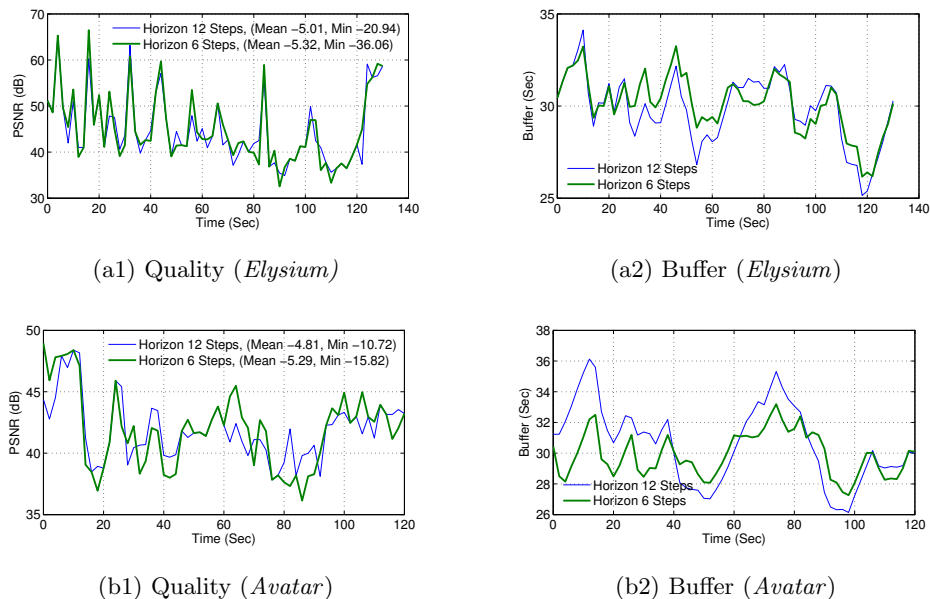 Horizon 12 Steps, (Mean −5.01, Min −20.94)
Horizon 6 Steps, (Mean −5.32, Min −36.06)
PSNR (dB)
70
60
50
40
30
0 20 40 60 80 100 120 140
Time (Sec)
(a1) Quality (Elysium)
Buffer (Sec)
35
30
25
Horizon 12 Steps
Horizon 6 Steps
0 20 40 60 80 100 120 140
Time (Sec)
(a2) Buffer (Elysium)
Horizon 12 Steps, (Mean −4.81, Min −10.72)
Horizon 6 Steps, (Mean −5.29, Min −15.82)
PSNR (dB)
50
45
40
35
0 20 40 60 80 100 120
Time (Sec)
(b1) Quality (Avatar)
Buffer (Sec)
38
36
34
32
30
28
26
Horizon 12 Steps
Horizon 6 Steps
0 20 40 60 80 100 120
Time (Sec)
(b2) Buffer (Avatar)